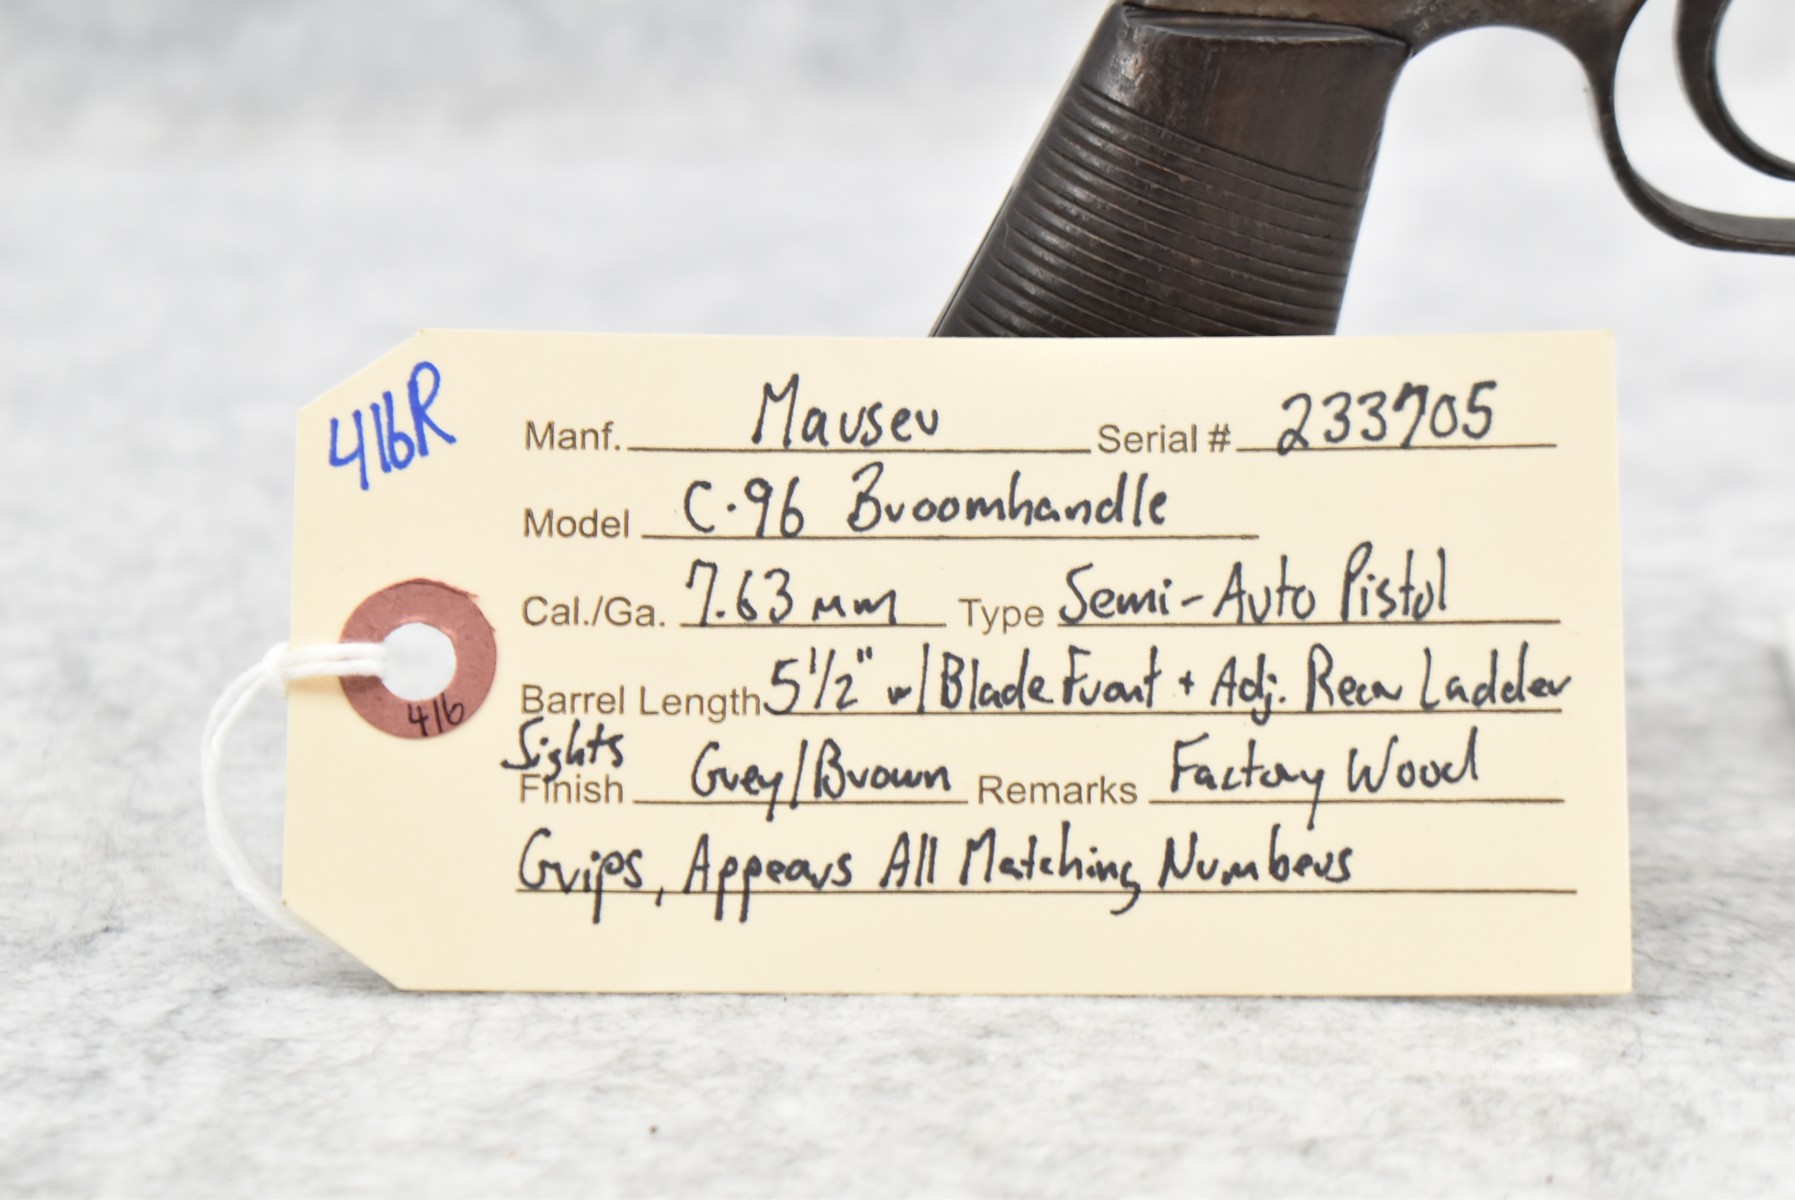 416R
Manf. Mauser Serial # 233705
Model C-96 Broomhandle
Cal./Ga. 7.63 mm Type Semi-Auto Pistol
Barrel Length 5 1/2" w/ Blade Front + Adj. Rear Ladder
Sights
Finish Grey/Brown Remarks Factory Wood
Grips, Appears All Matching Numbers
416